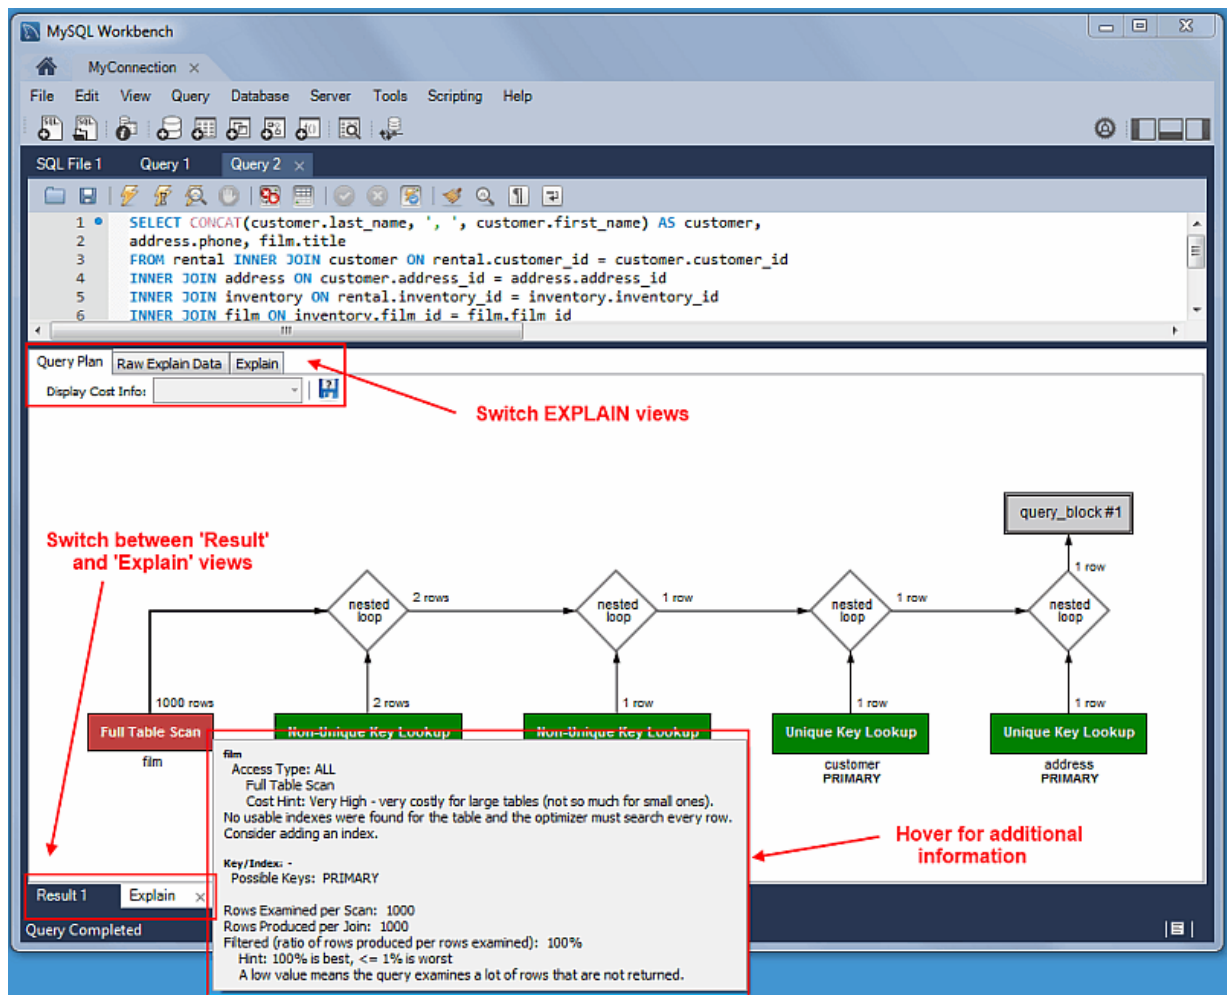 MySQL Workbench
MyConnection ×
File Edit View Query Database Server Tools Scripting Help
SQL File 1 Query 1 Query 2 ×
1 SELECT CONCAT(customer.last_name, ', ', customer.first_name) AS customer,
2 address.phone, film.title
3 FROM rental INNER JOIN customer ON rental.customer_id = customer.customer_id
4 INNER JOIN address ON customer.address_id = address.address_id
5 INNER JOIN inventory ON rental.inventory_id = inventory.inventory_id
6 INNER JOIN film ON inventory.film_id = film.film_id
Query Plan Raw Explain Data Explain
Display Cost Info:
Switch EXPLAIN views
query_block #1
Switch between 'Result'
and 'Explain' views
1 row
nested
loop
2 rows
nested
loop
1 row
nested
loop
1 row
nested
loop
1000 rows
2 rows
1 row
1 row
1 row
Full Table Scan
Non-Unique Key Lookup
Non-Unique Key Lookup
Unique Key Lookup
Unique Key Lookup
film
customer
PRIMARY
address
PRIMARY
film
Access Type: ALL
Full Table Scan
Cost Hint: Very High - very costly for large tables (not so much for small ones).
No usable indexes were found for the table and the optimizer must search every row.
Consider adding an index.
Key/Index: -
Possible Keys: PRIMARY
Rows Examined per Scan: 1000
Rows Produced per Join: 1000
Filtered (ratio of rows produced per rows examined): 100%
Hint: 100% is best, <= 1% is worst
A low value means the query examines a lot of rows that are not returned.
Hover for additional
information
Result 1 Explain ×
Query Completed